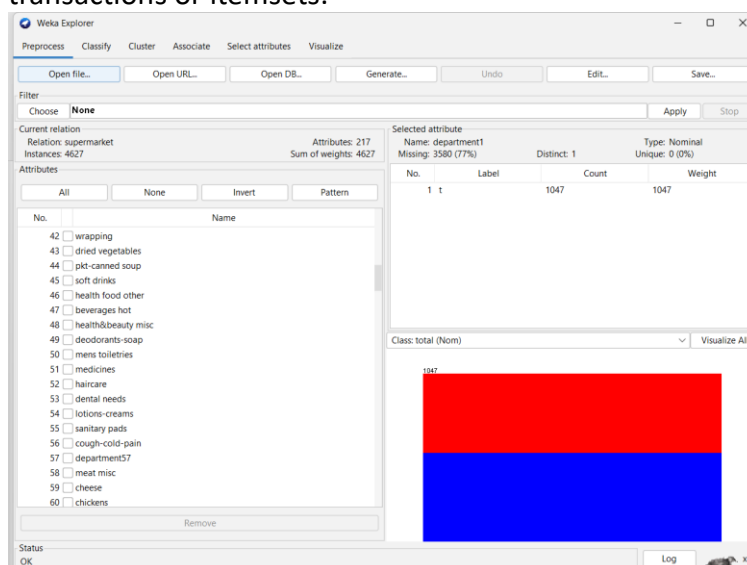 transactions or itemsets.
Weka Explorer
Preprocess Classify Cluster Associate Select attributes Visualize
Open file... Open URL... Open DB... Generate... Undo Edit... Save...
Filter
Choose None Apply Stop
Current relation
Relation: supermarket Attributes: 217
Instances: 4627 Sum of weights: 4627
Selected attribute
Name: department1 Type: Nominal
Missing: 3580 (77%) Distinct: 1 Unique: 0 (0%)
No. Label Count Weight
1 t 1047 1047
Attributes
All None Invert Pattern
No. Name
42 wrapping
43 dried vegetables
44 pkt-canned soup
45 soft drinks
46 health food other
47 beverages hot
48 health&beauty misc
49 deodorants-soap
50 mens toiletries
51 medicines
52 haircare
53 dental needs
54 lotions-creams
55 sanitary pads
56 cough-cold-pain
57 department57
58 meat misc
59 cheese
60 chickens
Remove
Class: total (Nom) Visualize All
1047
Status
OK Log x